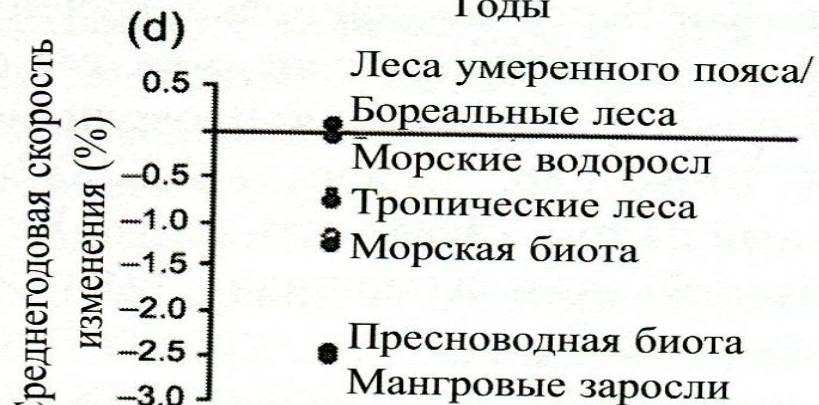 Годы
(d)
Среднегодовая скорость
изменения (%)
0.5
Леса умеренного пояса/
Бореальные леса
Морские водоросл
–0.5
Тропические леса
–1.0
Морская биота
–1.5
–2.0
Пресноводная биота
–2.5
Мангровые заросли
–3.0